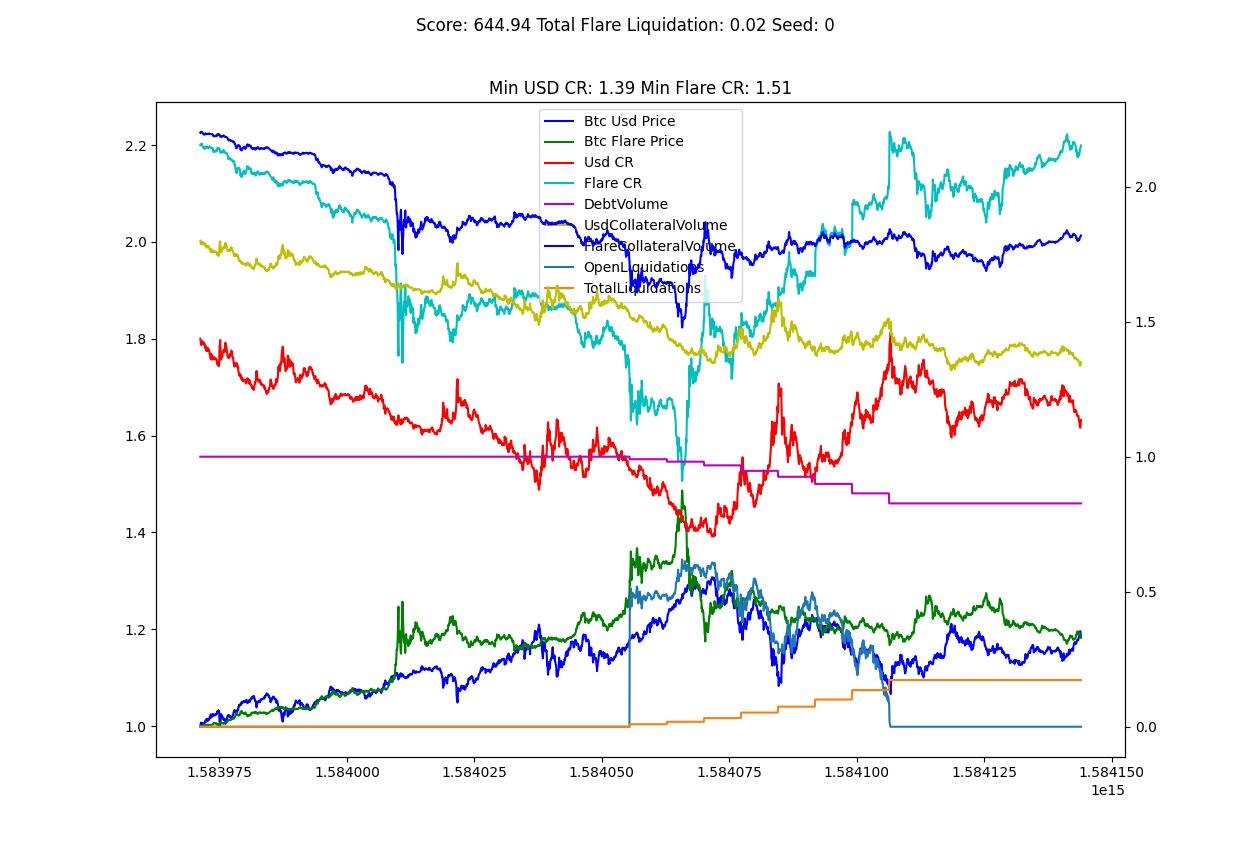 Score: 644.94 Total Flare Liquidation: 0.02 Seed: 0
Min USD CR: 1.39 Min Flare CR: 1.51
Btc Usd Price
Btc Flare Price
Usd CR
Flare CR
DebtVolume
UsdCollateralVolume
FlareCollateralVolume
OpenLiquidations
TotalLiquidations
2.2
2.0
1.8
1.6
1.4
1.2
1.0
2.0
1.5
1.0
0.5
0.0
1.583975 1.584000 1.584025 1.584050 1.584075 1.584100 1.584125 1.584150
1e15